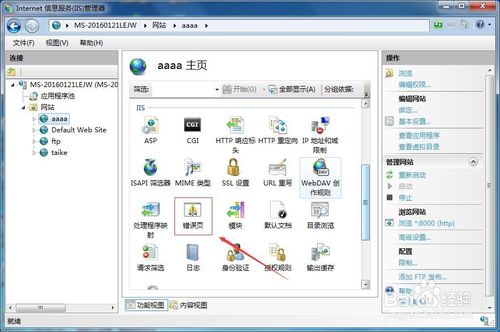 Internet 信息服务(IIS)管理器
MS-20160121LEJW ▸ 网站 ▸ aaaa ▸
文件(F) 视图(V) 帮助(H)
连接
MS-20160121LEJW (MS-20
应用程序池
网站
aaaa
Default Web Site
ftp
taike
aaaa 主页
筛选: 开始(G) 全部显示(A) 分组依据:
IIS
ASP CGI HTTP 响应标头 HTTP 重定向 IP 地址和域限制
ISAPI 筛选器 MIME 类型 SSL 设置 URL 重写 WebDAV 创作规则
处理程序映射 错误页 模块 默认文档 目录浏览
请求筛选 日志 身份验证 授权规则 输出缓存
功能视图 内容视图
操作
浏览
编辑权限...
编辑网站
绑定...
基本设置...
查看应用程序
查看虚拟目录
管理网站
重新启动
启动
停止
浏览网站
浏览 *:8000 (http)
高级设置...
配置
限制...
添加 FTP 发布...
帮助
就绪